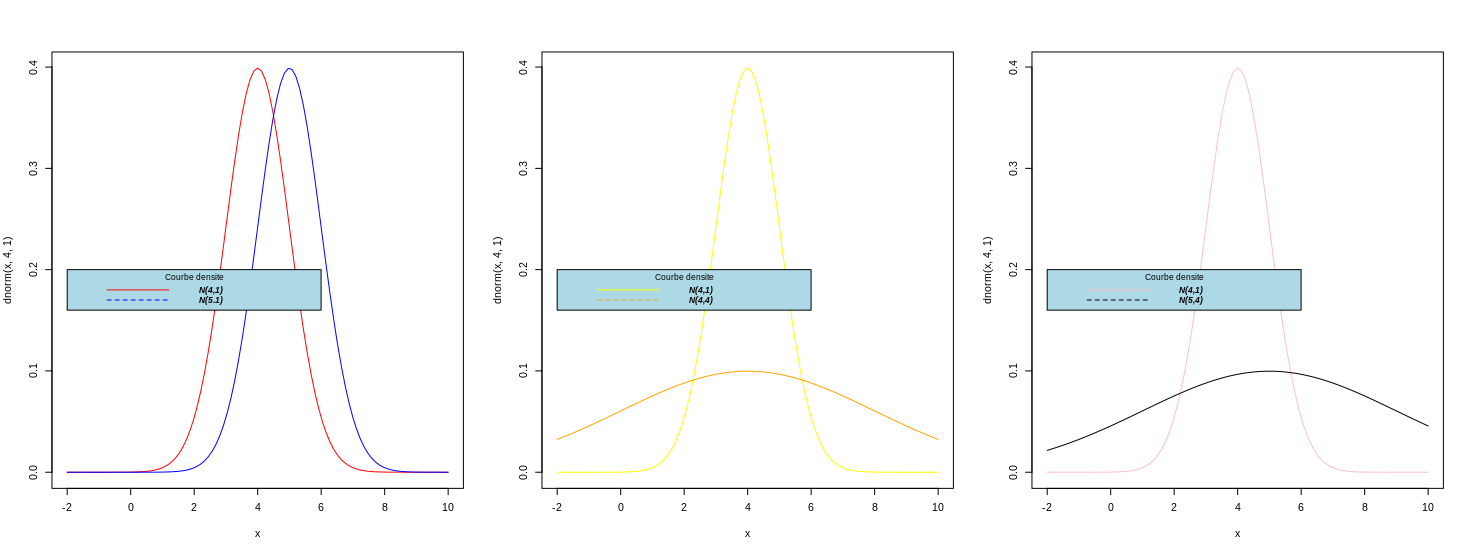 dnorm(x, 4, 1)
0.4
0.3
0.2
0.1
0.0
Courbe densite
N(4,1)
N(5.1)
-2 0 2 4 6 8 10
x
dnorm(x, 4, 1)
0.4
0.3
0.2
0.1
0.0
Courbe densite
N(4,1)
N(4,4)
-2 0 2 4 6 8 10
x
dnorm(x, 4, 1)
0.4
0.3
0.2
0.1
0.0
Courbe densite
N(4,1)
N(5,4)
-2 0 2 4 6 8 10
x